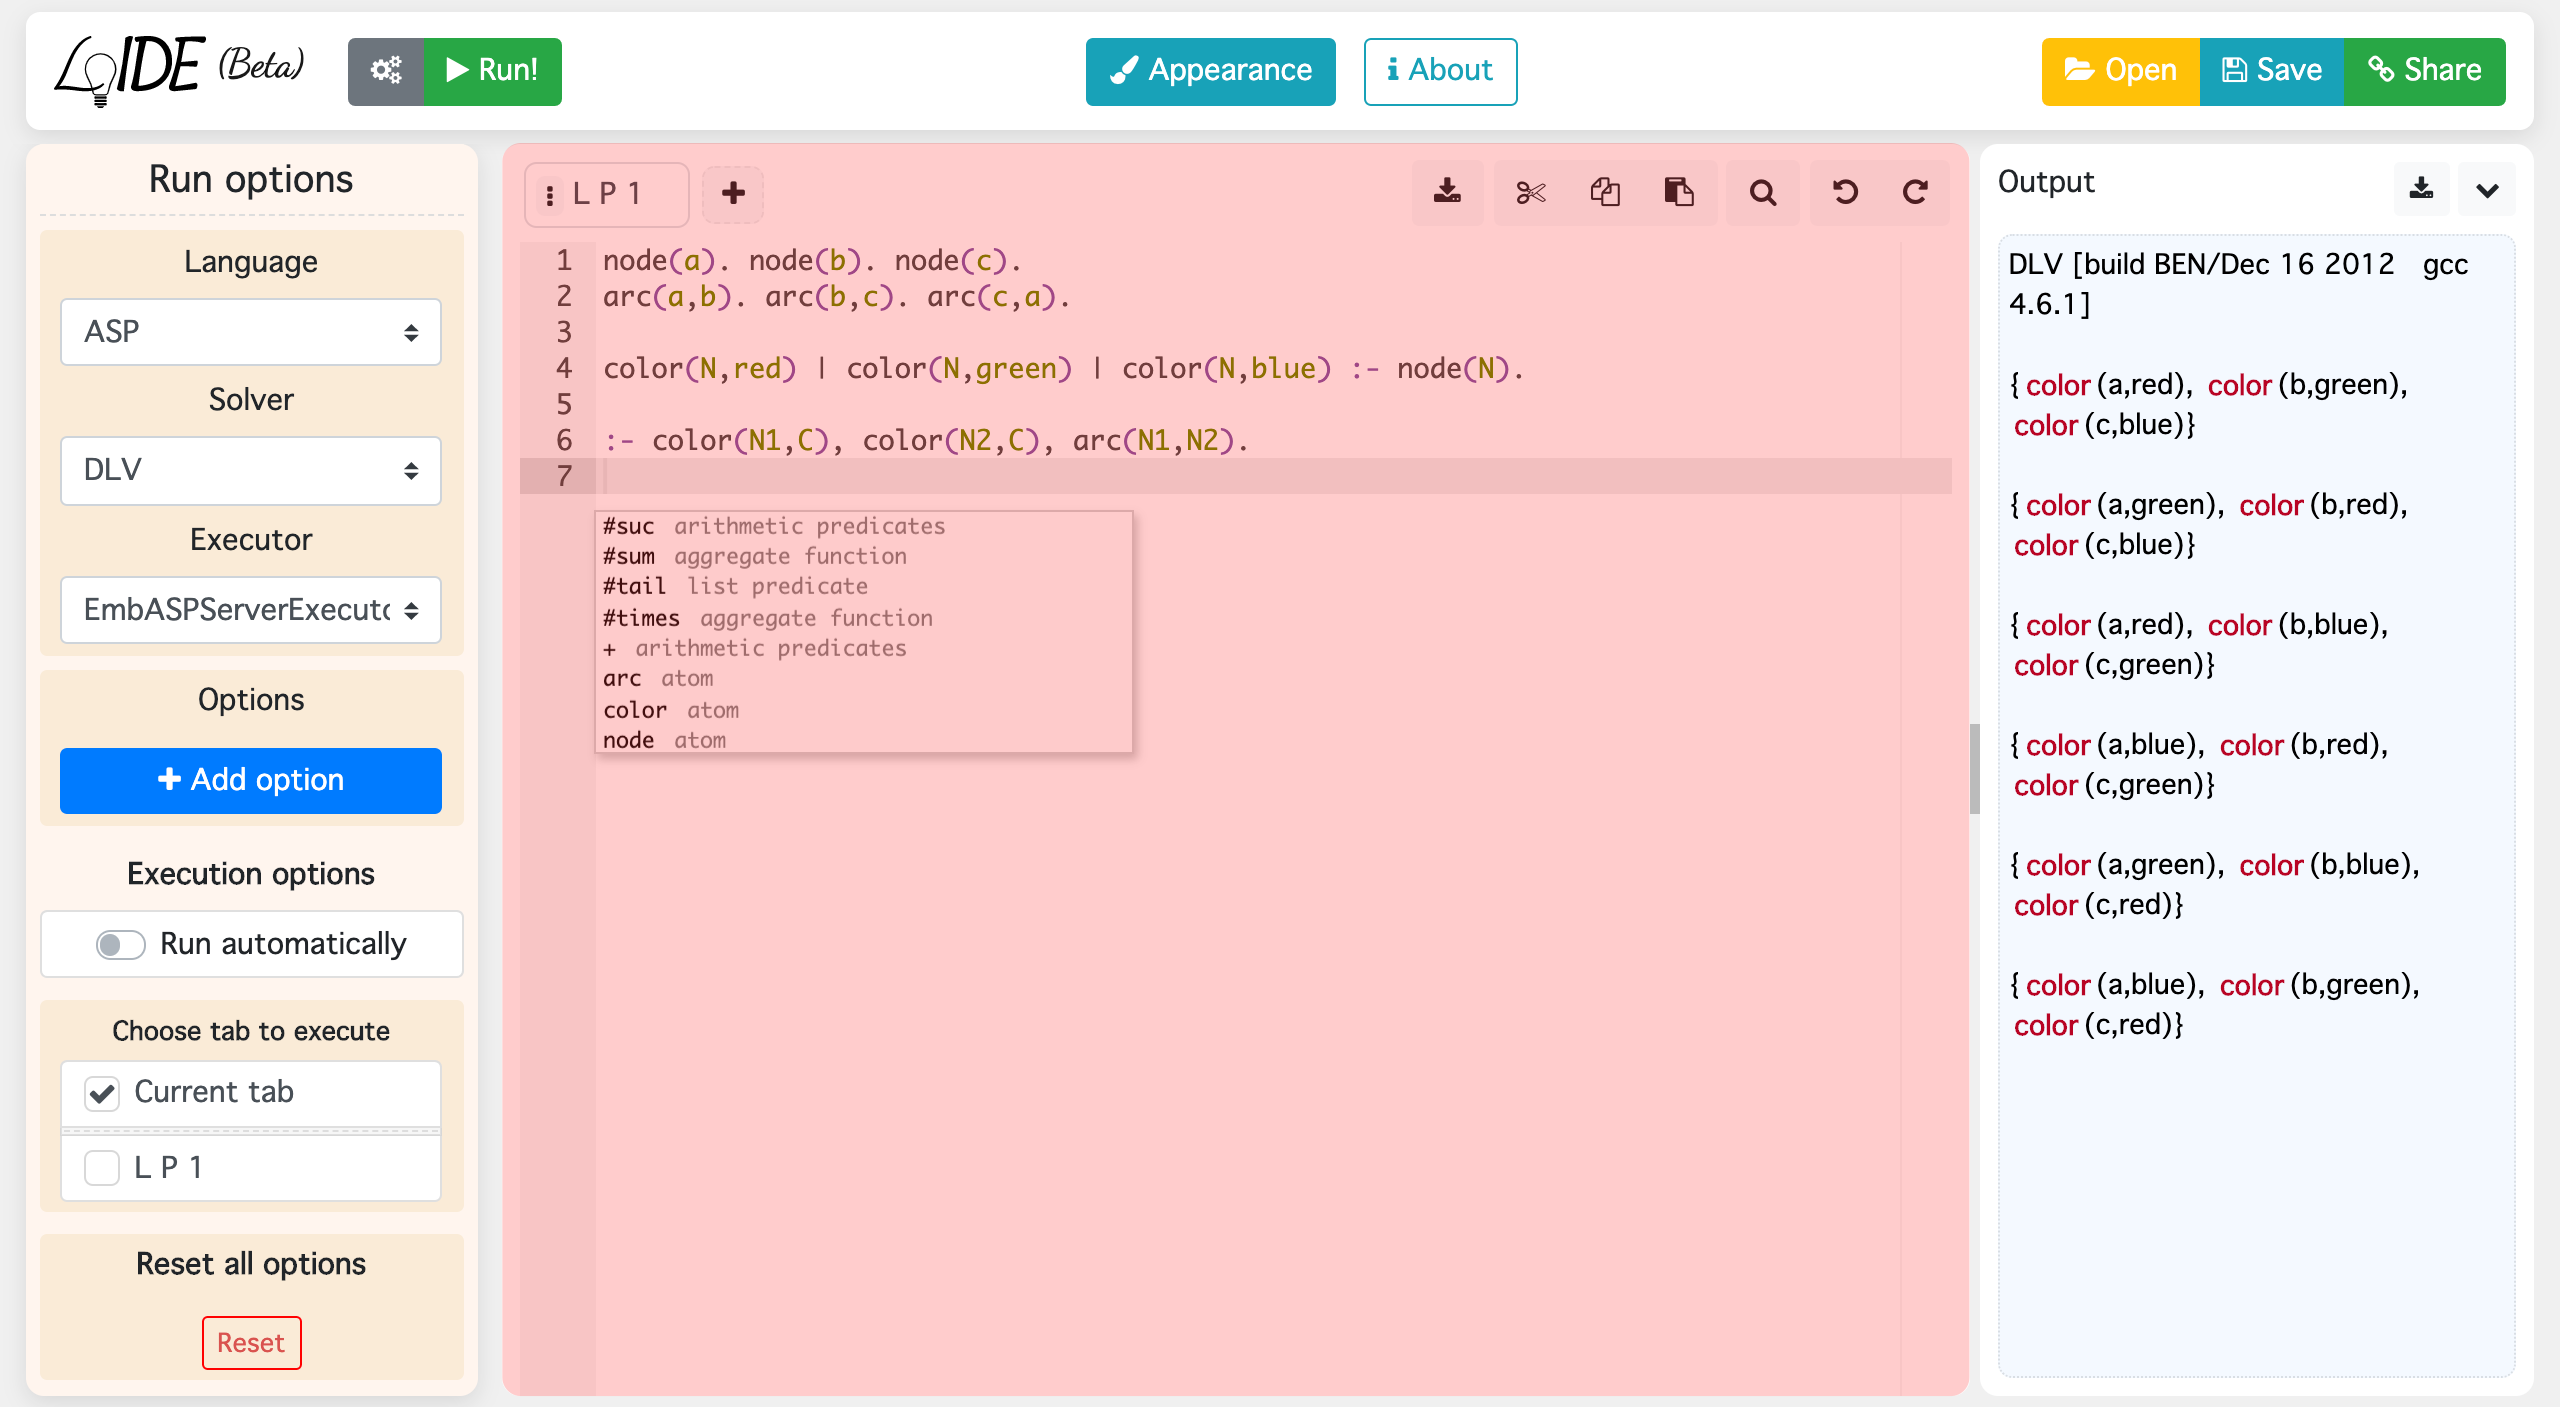 LoIDE (Beta)
Run!
Appearance
About
Open
Save
Share
Run options
Language
ASP
Solver
DLV
Executor
EmbASPServerExecuto
Options
Add option
Execution options
Run automatically
Choose tab to execute
Current tab
L P 1
Reset all options
Reset
L P 1
1 node(a). node(b). node(c).
2 arc(a,b). arc(b,c). arc(c,a).
3
4 color(N,red) | color(N,green) | color(N,blue) :- node(N).
5
6 :- color(N1,C), color(N2,C), arc(N1,N2).
7
#suc arithmetic predicates
#sum aggregate function
#tail list predicate
#times aggregate function
+ arithmetic predicates
arc atom
color atom
node atom
Output
DLV [build BEN/Dec 16 2012 gcc
4.6.1]
{color(a,red), color(b,green),
color(c,blue)}
{color(a,green), color(b,red),
color(c,blue)}
{color(a,red), color(b,blue),
color(c,green)}
{color(a,blue), color(b,red),
color(c,green)}
{color(a,green), color(b,blue),
color(c,red)}
{color(a,blue), color(b,green),
color(c,red)}